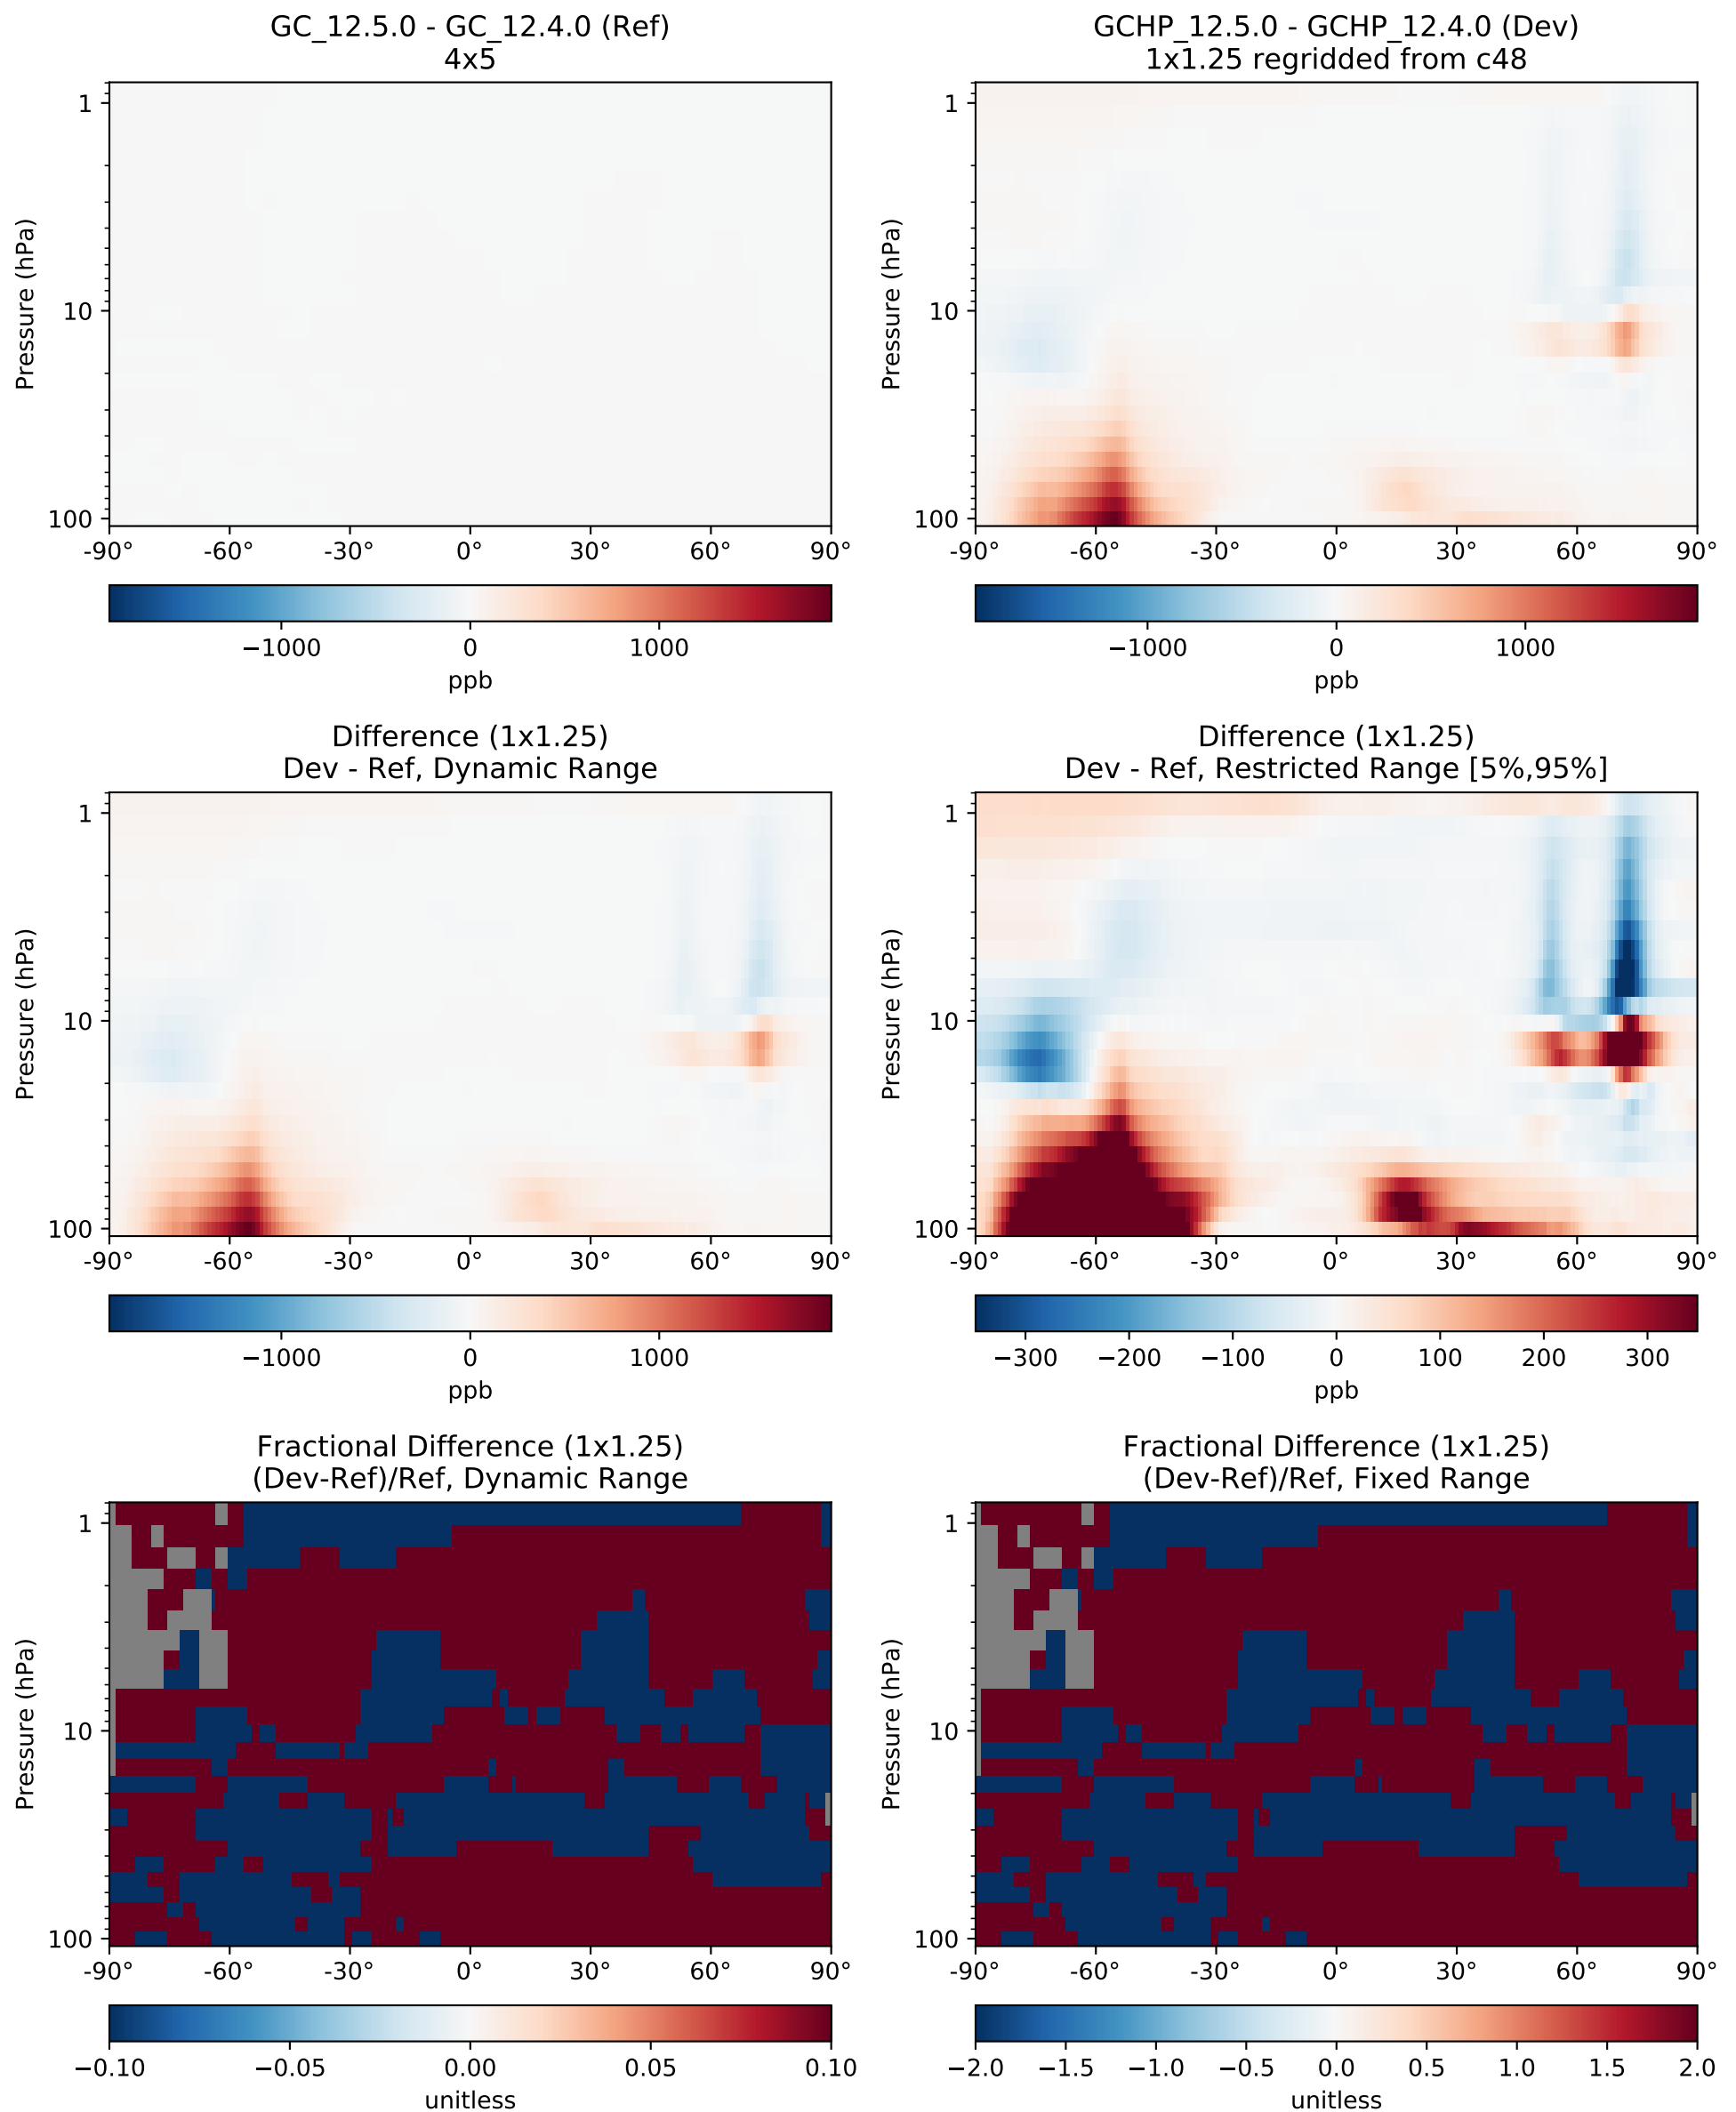 GC_12.5.0 - GC_12.4.0 (Ref)
4x5
Pressure (hPa)
1
10
100
-90° -60° -30° 0° 30° 60° 90°
−1000 0 1000
ppb
GCHP_12.5.0 - GCHP_12.4.0 (Dev)
1x1.25 regridded from c48
Pressure (hPa)
1
10
100
-90° -60° -30° 0° 30° 60° 90°
−1000 0 1000
ppb
Difference (1x1.25)
Dev - Ref, Dynamic Range
Pressure (hPa)
1
10
100
-90° -60° -30° 0° 30° 60° 90°
−1000 0 1000
ppb
Difference (1x1.25)
Dev - Ref, Restricted Range [5%,95%]
Pressure (hPa)
1
10
100
-90° -60° -30° 0° 30° 60° 90°
−300 −200 −100 0 100 200 300
ppb
Fractional Difference (1x1.25)
(Dev-Ref)/Ref, Dynamic Range
Pressure (hPa)
1
10
100
-90° -60° -30° 0° 30° 60° 90°
−0.10 −0.05 0.00 0.05 0.10
unitless
Fractional Difference (1x1.25)
(Dev-Ref)/Ref, Fixed Range
Pressure (hPa)
1
10
100
-90° -60° -30° 0° 30° 60° 90°
−2.0 −1.5 −1.0 −0.5 0.0 0.5 1.0 1.5 2.0
unitless